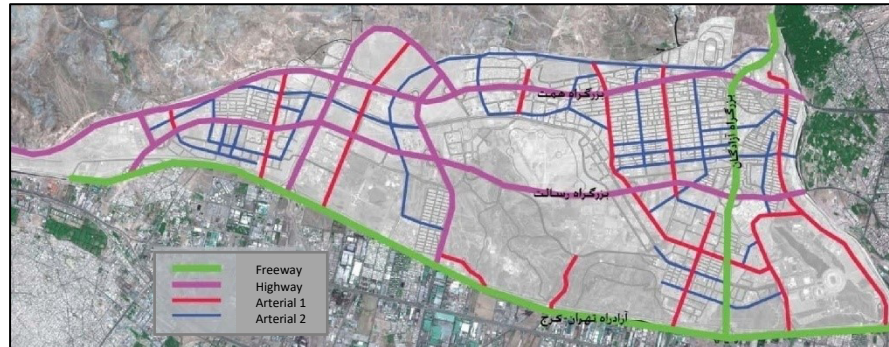 بزرگراه همت
بزرگراه آزادگان
بزرگراه رسالت
آزادراه تهران-کرج
Freeway
Highway
Arterial 1
Arterial 2